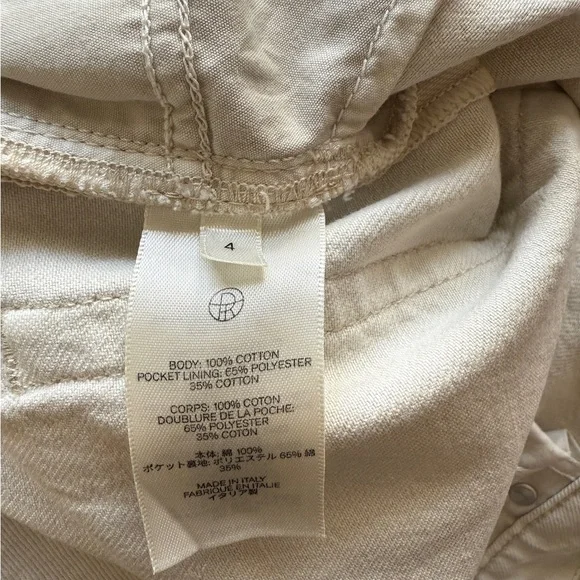 4
BODY: 100% COTTON
POCKET LINING: 65% POLYESTER
35% COTTON
CORPS: 100% COTON
DOUBLURE DE LA POCHE:
65% POLYESTER
35% COTON
本体: 綿 100%
ポケット裏地: ポリエステル 65% 綿
35%
MADE IN ITALY
FABRIQUÉ EN ITALIE
イタリア製